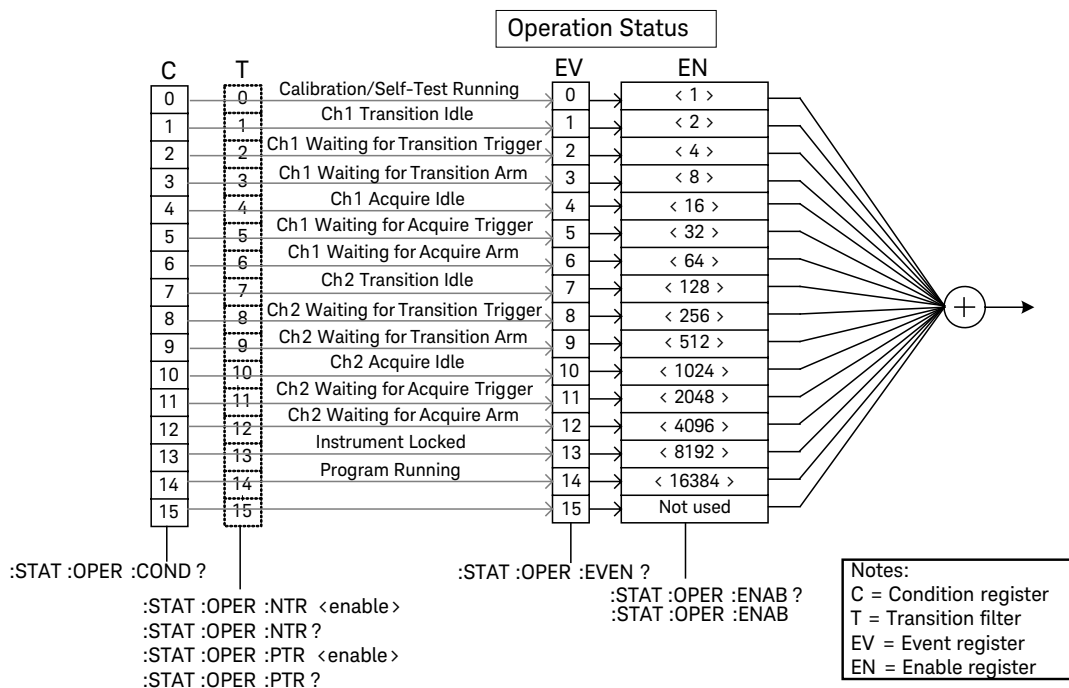 Operation Status
C T EV EN
0 0 Calibration/Self-Test Running 0 < 1 >
1 1 Ch1 Transition Idle 1 < 2 >
2 2 Ch1 Waiting for Transition Trigger 2 < 4 >
3 3 Ch1 Waiting for Transition Arm 3 < 8 >
4 4 Ch1 Acquire Idle 4 < 16 >
5 5 Ch1 Waiting for Acquire Trigger 5 < 32 >
6 6 Ch1 Waiting for Acquire Arm 6 < 64 >
7 7 Ch2 Transition Idle 7 < 128 >
8 8 Ch2 Waiting for Transition Trigger 8 < 256 >
9 9 Ch2 Waiting for Transition Arm 9 < 512 >
10 10 Ch2 Acquire Idle 10 < 1024 >
11 11 Ch2 Waiting for Acquire Trigger 11 < 2048 >
12 12 Ch2 Waiting for Acquire Arm 12 < 4096 >
13 13 Instrument Locked 13 < 8192 >
14 14 Program Running 14 < 16384 >
15 15 15 Not used
+
:STAT :OPER :COND ?
:STAT :OPER :NTR <enable>
:STAT :OPER :NTR ?
:STAT :OPER :PTR <enable>
:STAT :OPER :PTR ?
:STAT :OPER :EVEN ?
:STAT :OPER :ENAB ?
:STAT :OPER :ENAB
Notes:
C = Condition register
T = Transition filter
EV = Event register
EN = Enable register